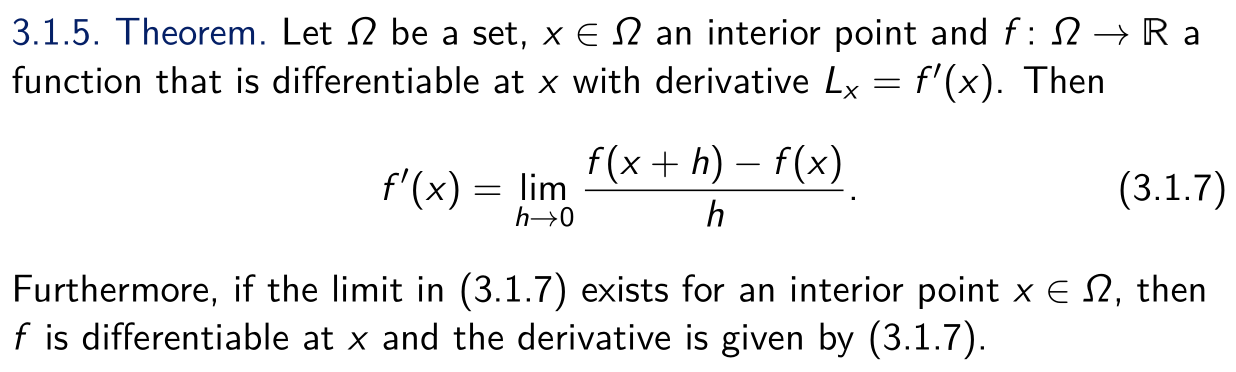 3.1.5. Theorem. Let Ω be a set, x ∈ Ω an interior point and f : Ω → ℝ a
function that is differentiable at x with derivative Lₓ = f′(x). Then
f′(x) = lim_{h→0} \frac{f(x + h) − f(x)}{h}. (3.1.7)
Furthermore, if the limit in (3.1.7) exists for an interior point x ∈ Ω, then
f is differentiable at x and the derivative is given by (3.1.7).